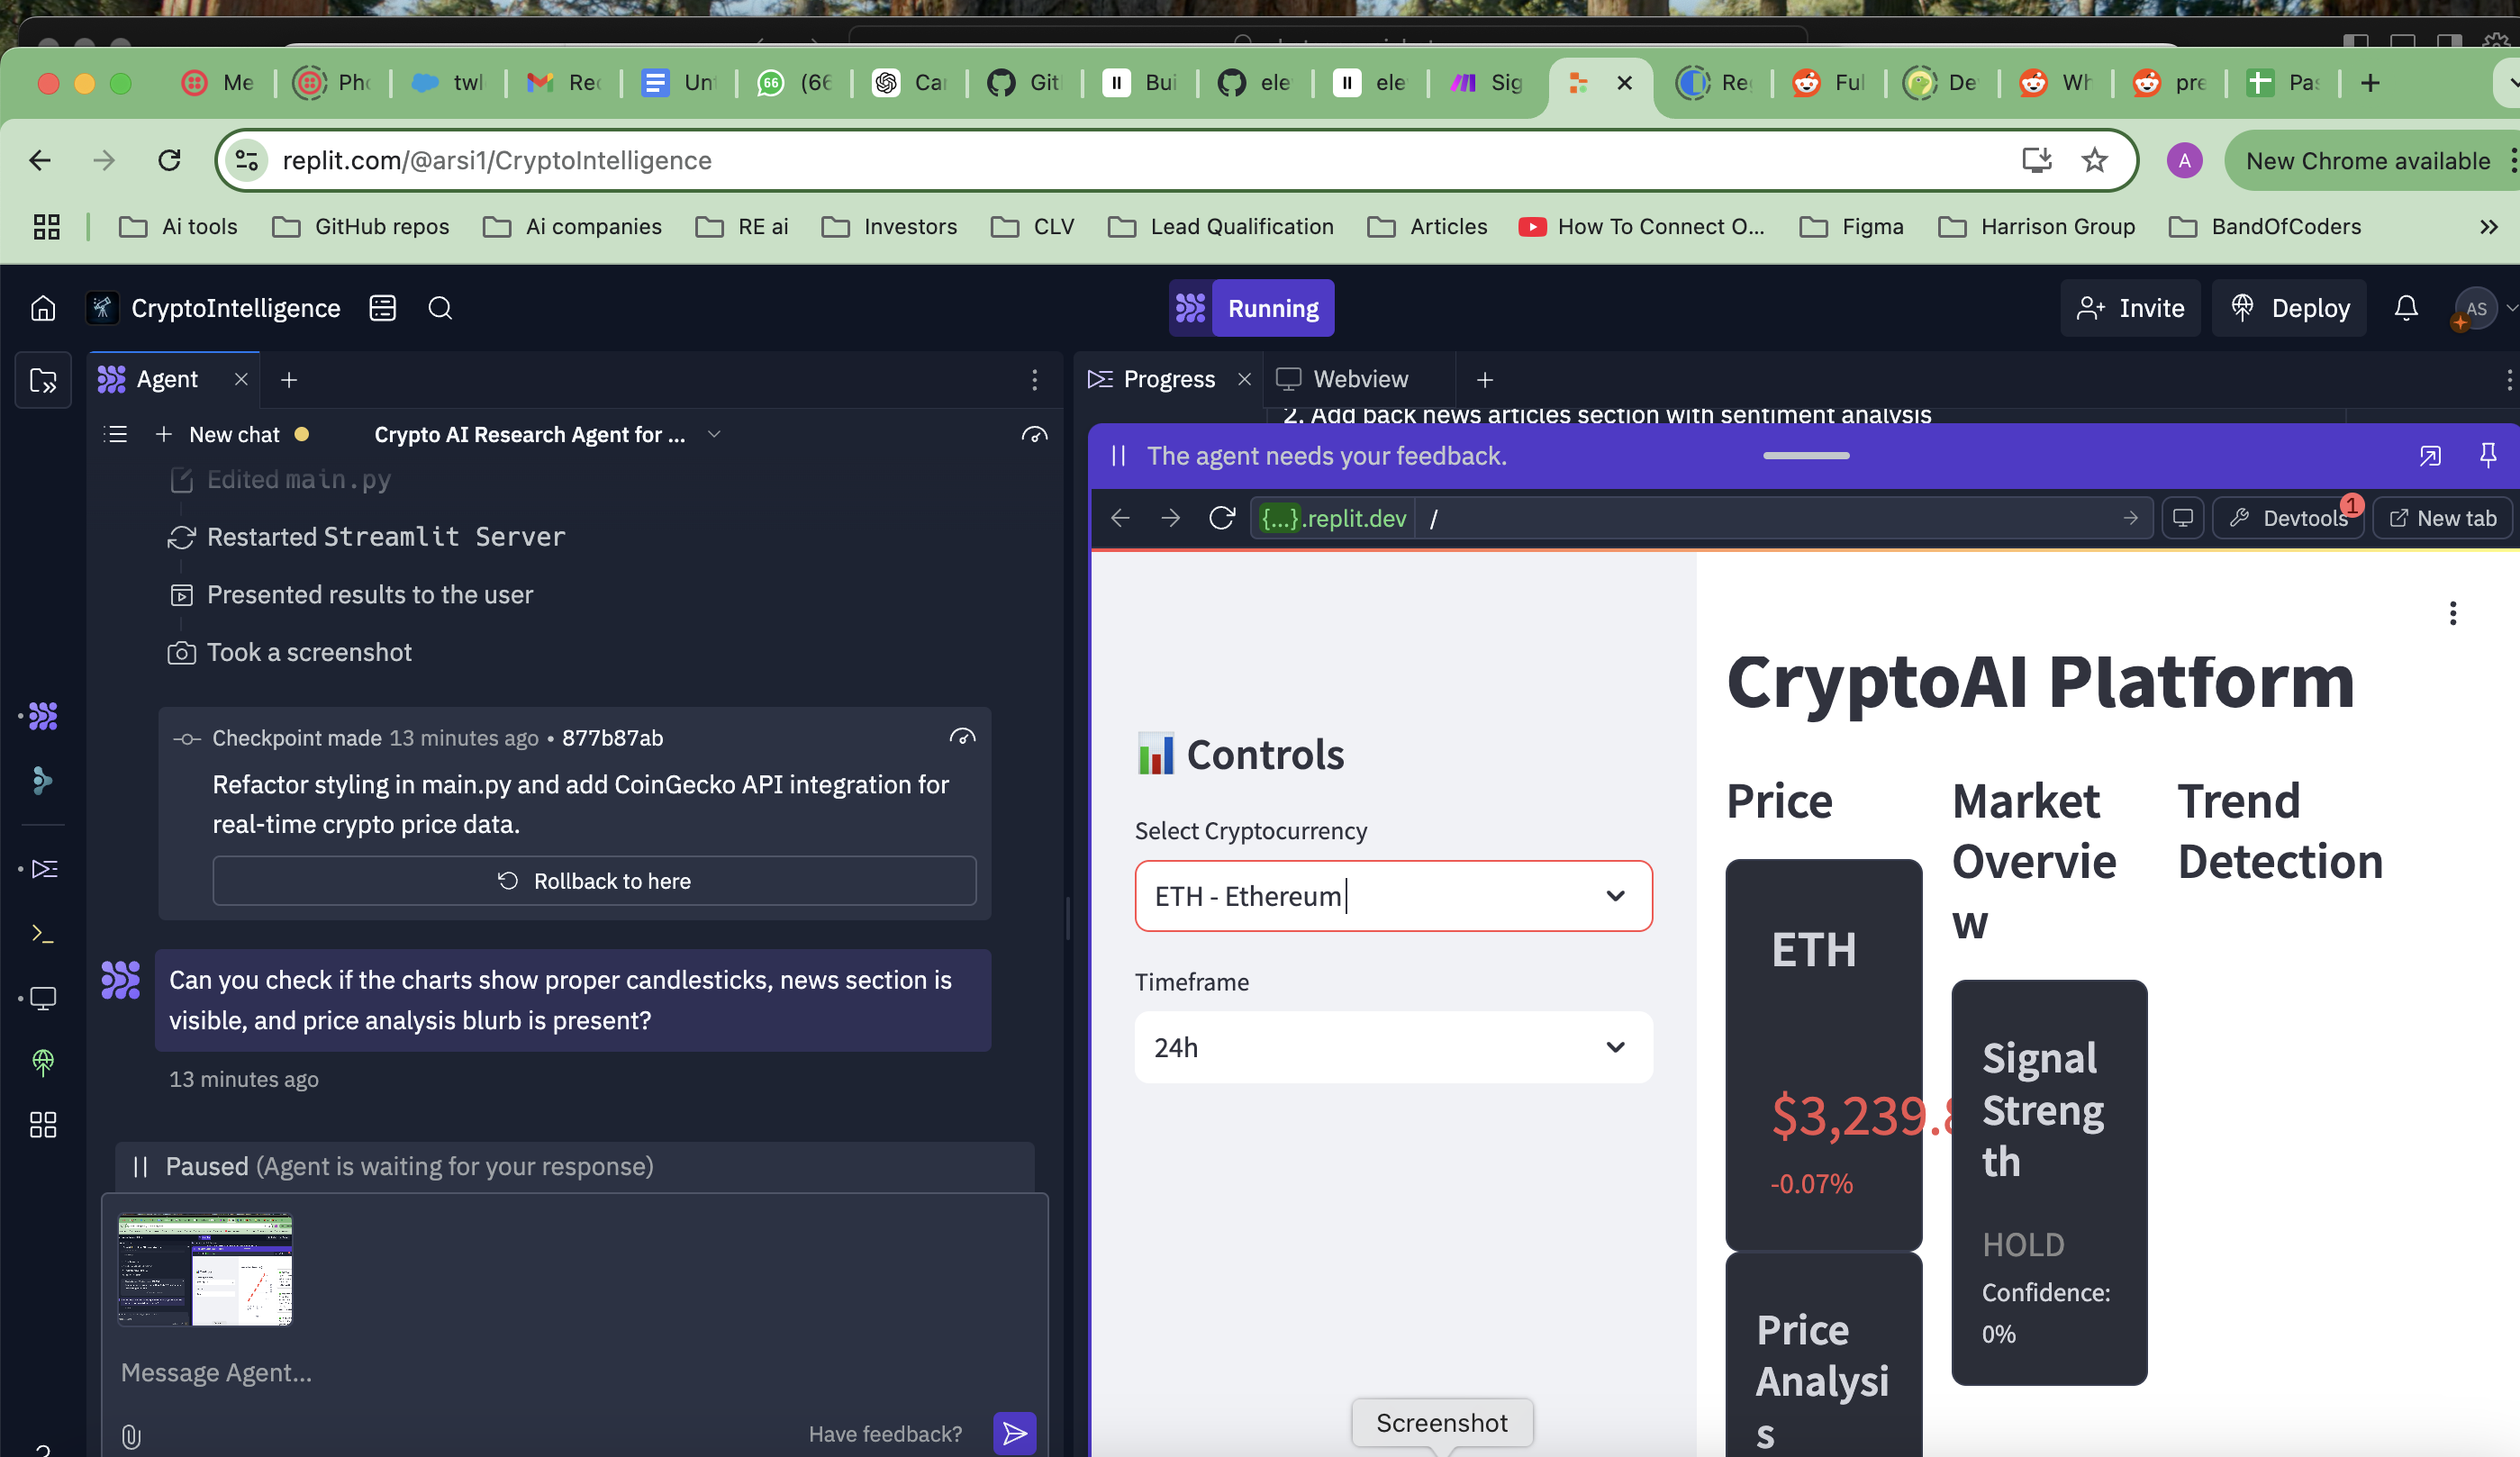 Me
Pho
twl
Rec
Unt
66
(66
Car
Git
Bui
ele
ele
Sig
Re
Ful
De
Wh
pre
Pas
replit.com/@arsi1/CryptoIntelligence
A
New Chrome available
Ai tools
GitHub repos
Ai companies
RE ai
Investors
CLV
Lead Qualification
Articles
How To Connect O...
Figma
Harrison Group
BandOfCoders
CryptoIntelligence
Running
Invite
Deploy
AS
Agent
Progress
Webview
New chat
Crypto AI Research Agent for ...
Edited main.py
Restarted Streamlit Server
Presented results to the user
Took a screenshot
Checkpoint made 13 minutes ago • 877b87ab
Refactor styling in main.py and add CoinGecko API integration for
real-time crypto price data.
Rollback to here
Can you check if the charts show proper candlesticks, news section is
visible, and price analysis blurb is present?
13 minutes ago
Paused (Agent is waiting for your response)
Message Agent...
Have feedback?
2. Add back news articles section with sentiment analysis
The agent needs your feedback.
{...}.replit.dev
/
Devtools
1
New tab
Controls
Select Cryptocurrency
ETH - Ethereum
Timeframe
24h
CryptoAI Platform
Price
ETH
$3,239.8
-0.07%
Price
Analysi
s
Market
Overvie
w
Signal
Streng
th
HOLD
Confidence:
0%
Trend
Detection
Screenshot